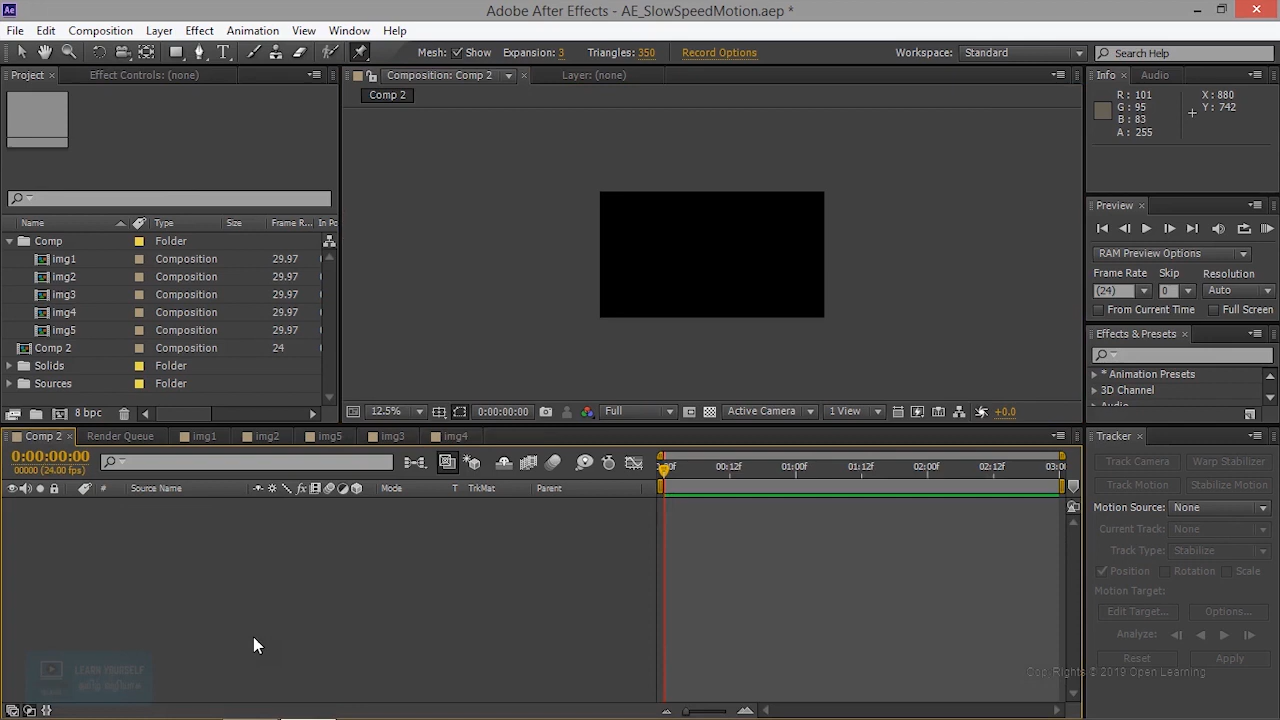 Adobe After Effects - AE_SlowSpeedMotion.aep *
File Edit Composition Layer Effect Animation View Window Help
Mesh: Show Expansion: 3 Triangles: 350 Record Options Workspace: Standard Search Help
Project Effect Controls: (none) Composition: Comp 2 Layer: (none) Info Audio
Comp 2
R : 101 X : 880
G : 95 Y : 742
B : 83
A : 255
Preview
Name Type Size Frame R... In Po
Comp Folder
img1 Composition 29.97
img2 Composition 29.97
img3 Composition 29.97
img4 Composition 29.97
img5 Composition 29.97
Comp 2 Composition 24
Solids Folder
Sources Folder
8 bpc
RAM Preview Options
Frame Rate Skip Resolution
(24) 0 Auto
From Current Time Full Screen
Effects & Presets
* Animation Presets
3D Channel
Audio
12.5% 0:00:00:00 Full Active Camera 1 View +0.0
Comp 2 Render Queue img1 img2 img5 img3 img4
0:00:00:00
00000 (24.00 fps)
:00f 00:12f 01:00f 01:12f 02:00f 02:12f 03:0
# Source Name Mode T TrkMat Parent
Tracker
Track Camera Warp Stabilizer
Track Motion Stabilize Motion
Motion Source: None
Current Track: None
Track Type: Stabilize
Position Rotation Scale
Motion Target:
Edit Target... Options...
Analyze:
Reset Apply
LEARN YOURSELF
Copy Rights © 2019 Open Learning